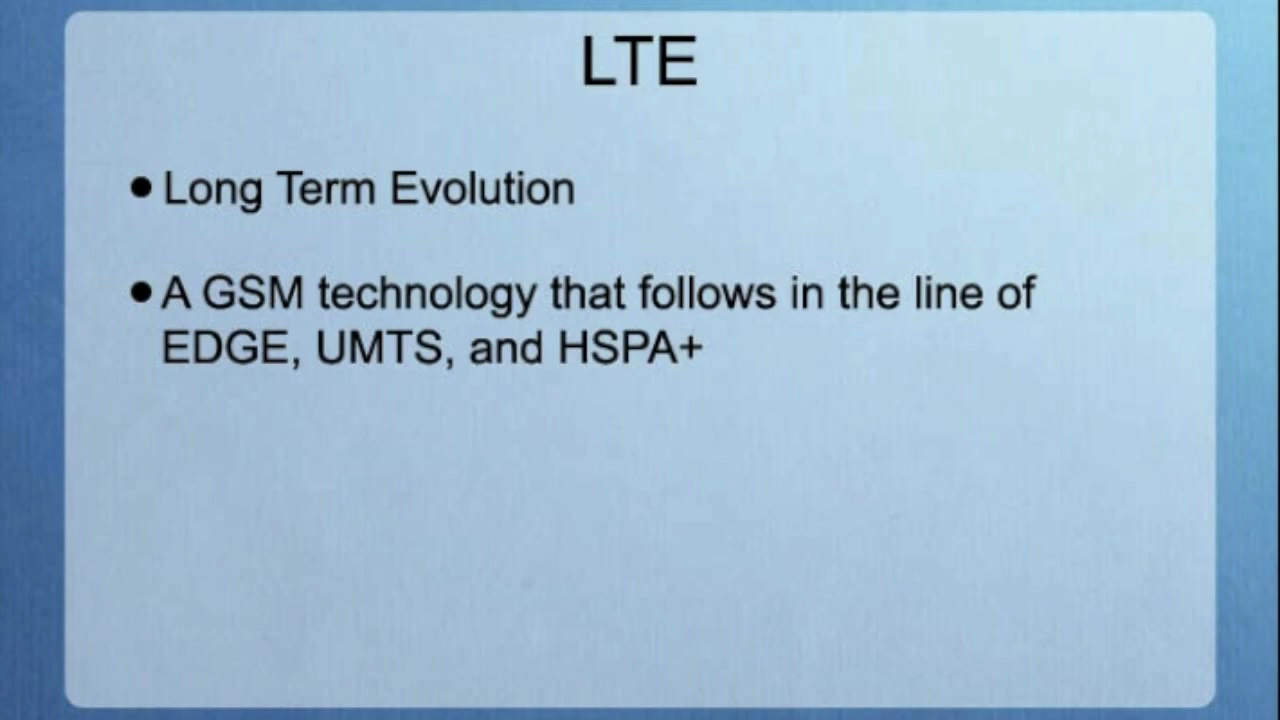 LTE
● Long Term Evolution
● A GSM technology that follows in the line of
EDGE, UMTS, and HSPA+